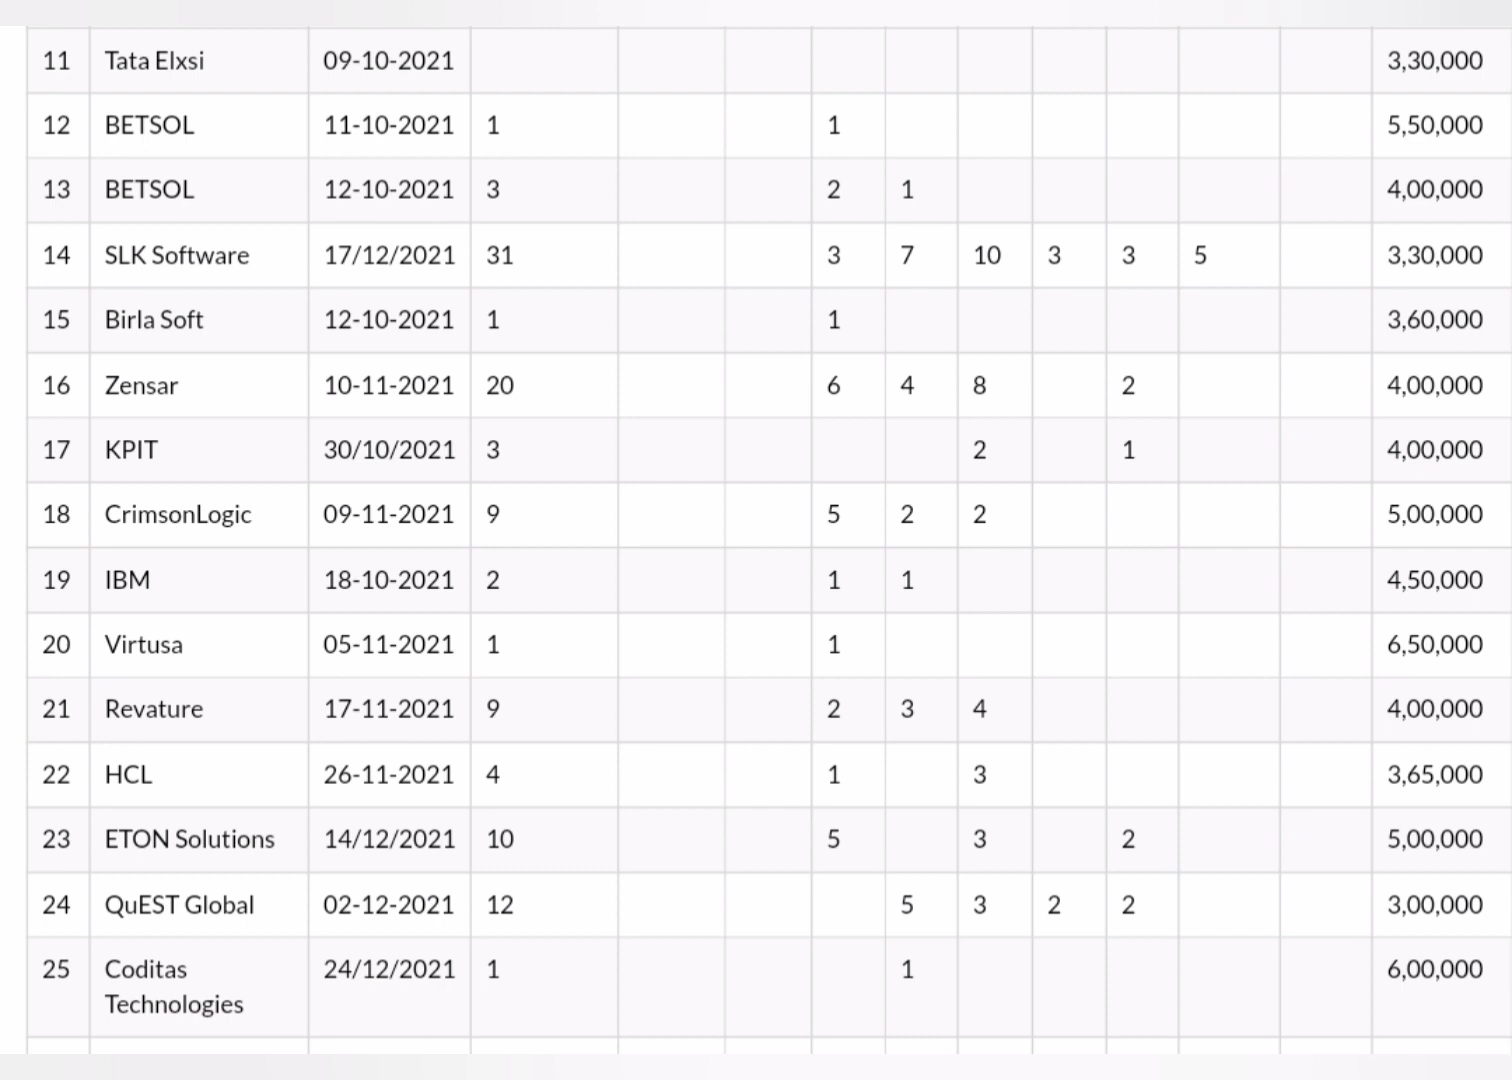 11 Tata Elxsi 09-10-2021 3,30,000
12 BETSOL 11-10-2021 1 1 5,50,000
13 BETSOL 12-10-2021 3 2 1 4,00,000
14 SLK Software 17/12/2021 31 3 7 10 3 3 5 3,30,000
15 Birla Soft 12-10-2021 1 1 3,60,000
16 Zensar 10-11-2021 20 6 4 8 2 4,00,000
17 KPIT 30/10/2021 3 2 1 4,00,000
18 CrimsonLogic 09-11-2021 9 5 2 2 5,00,000
19 IBM 18-10-2021 2 1 1 4,50,000
20 Virtusa 05-11-2021 1 1 6,50,000
21 Revature 17-11-2021 9 2 3 4 4,00,000
22 HCL 26-11-2021 4 1 3 3,65,000
23 ETON Solutions 14/12/2021 10 5 3 2 5,00,000
24 QuEST Global 02-12-2021 12 5 3 2 2 3,00,000
25 Coditas 24/12/2021 1 1 6,00,000
Technologies